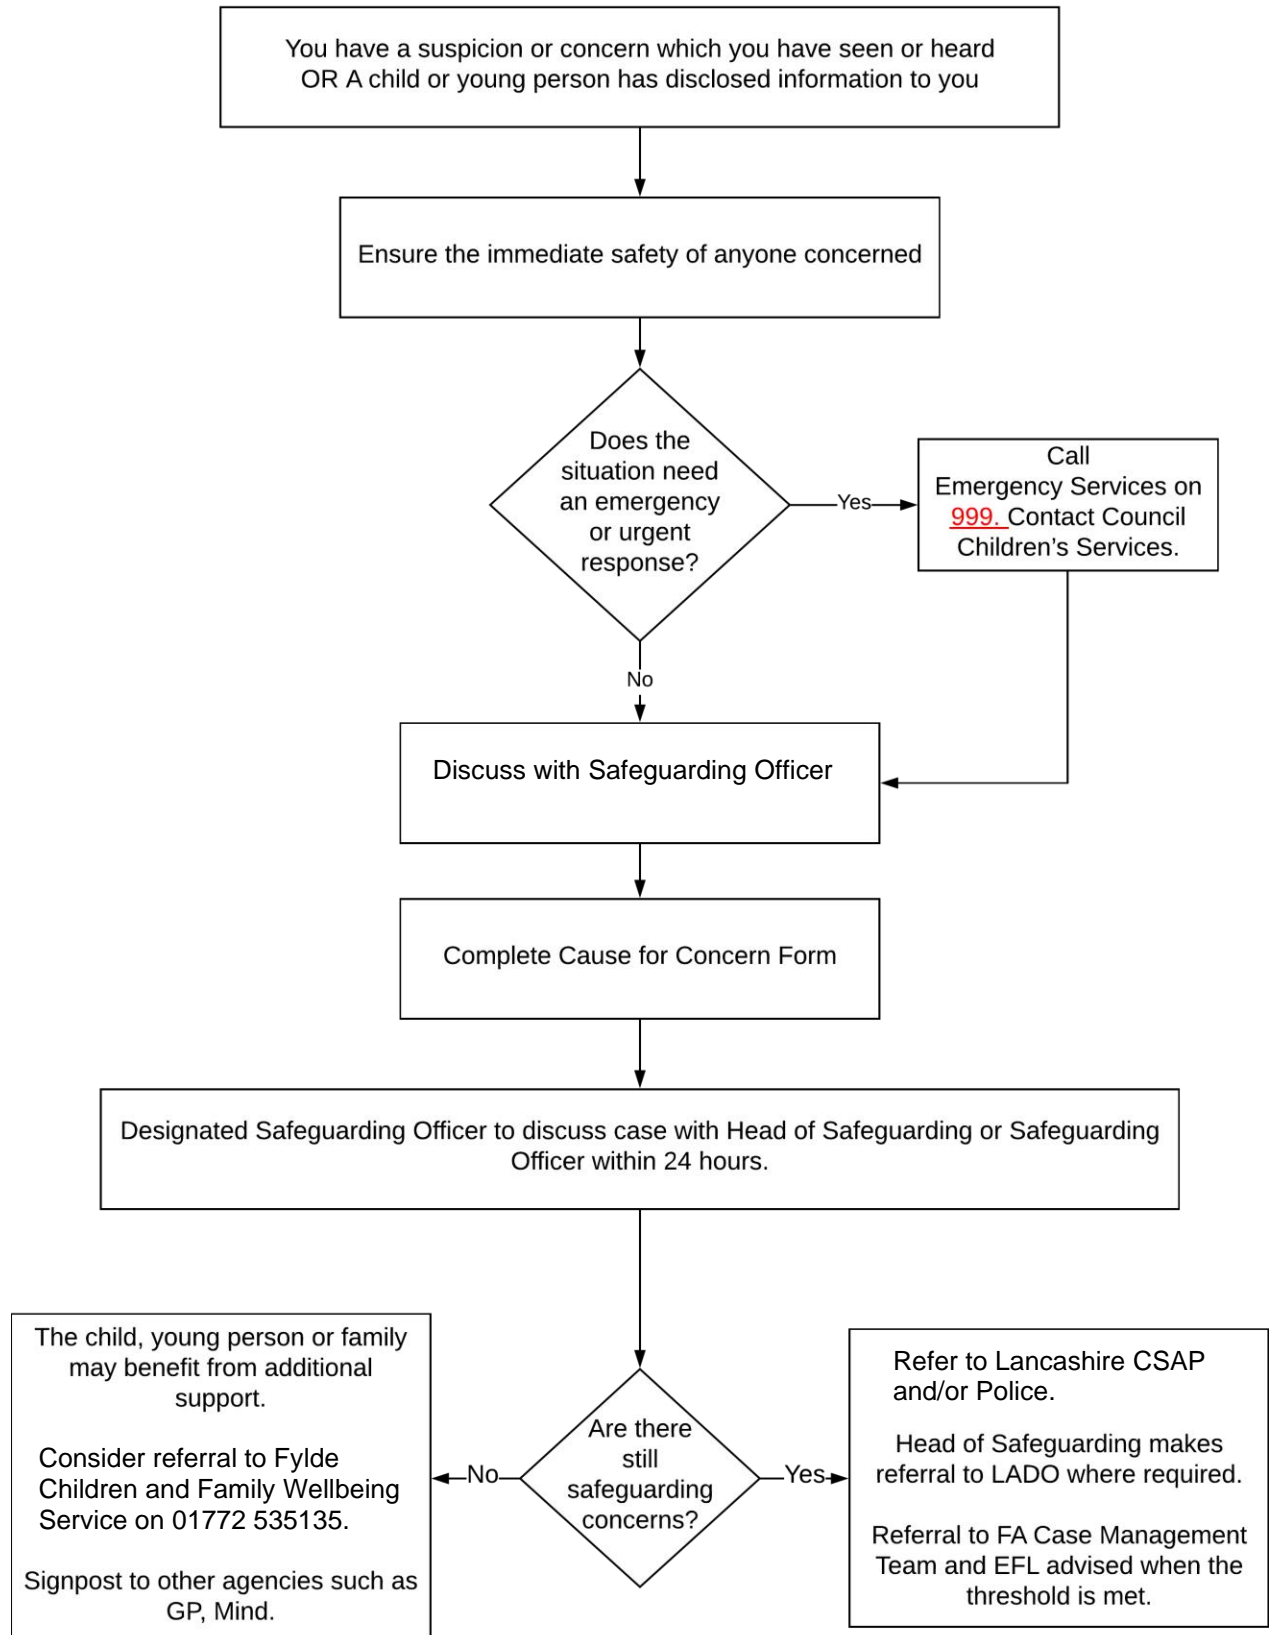 You have a suspicion or concern which you have seen or heard
OR A child or young person has disclosed information to you
Ensure the immediate safety of anyone concerned
Does the
situation need
an emergency
or urgent
response?
Yes
Call
Emergency Services on
999. Contact Council
Children’s Services.
No
Discuss with Safeguarding Officer
Complete Cause for Concern Form
Designated Safeguarding Officer to discuss case with Head of Safeguarding or Safeguarding
Officer within 24 hours.
Are there
still
safeguarding
concerns?
No
The child, young person or family
may benefit from additional
support.
Consider referral to Fylde
Children and Family Wellbeing
Service on 01772 535135.
Signpost to other agencies such as
GP, Mind.
Yes
Refer to Lancashire CSAP
and/or Police.
Head of Safeguarding makes
referral to LADO where required.
Referral to FA Case Management
Team and EFL advised when the
threshold is met.